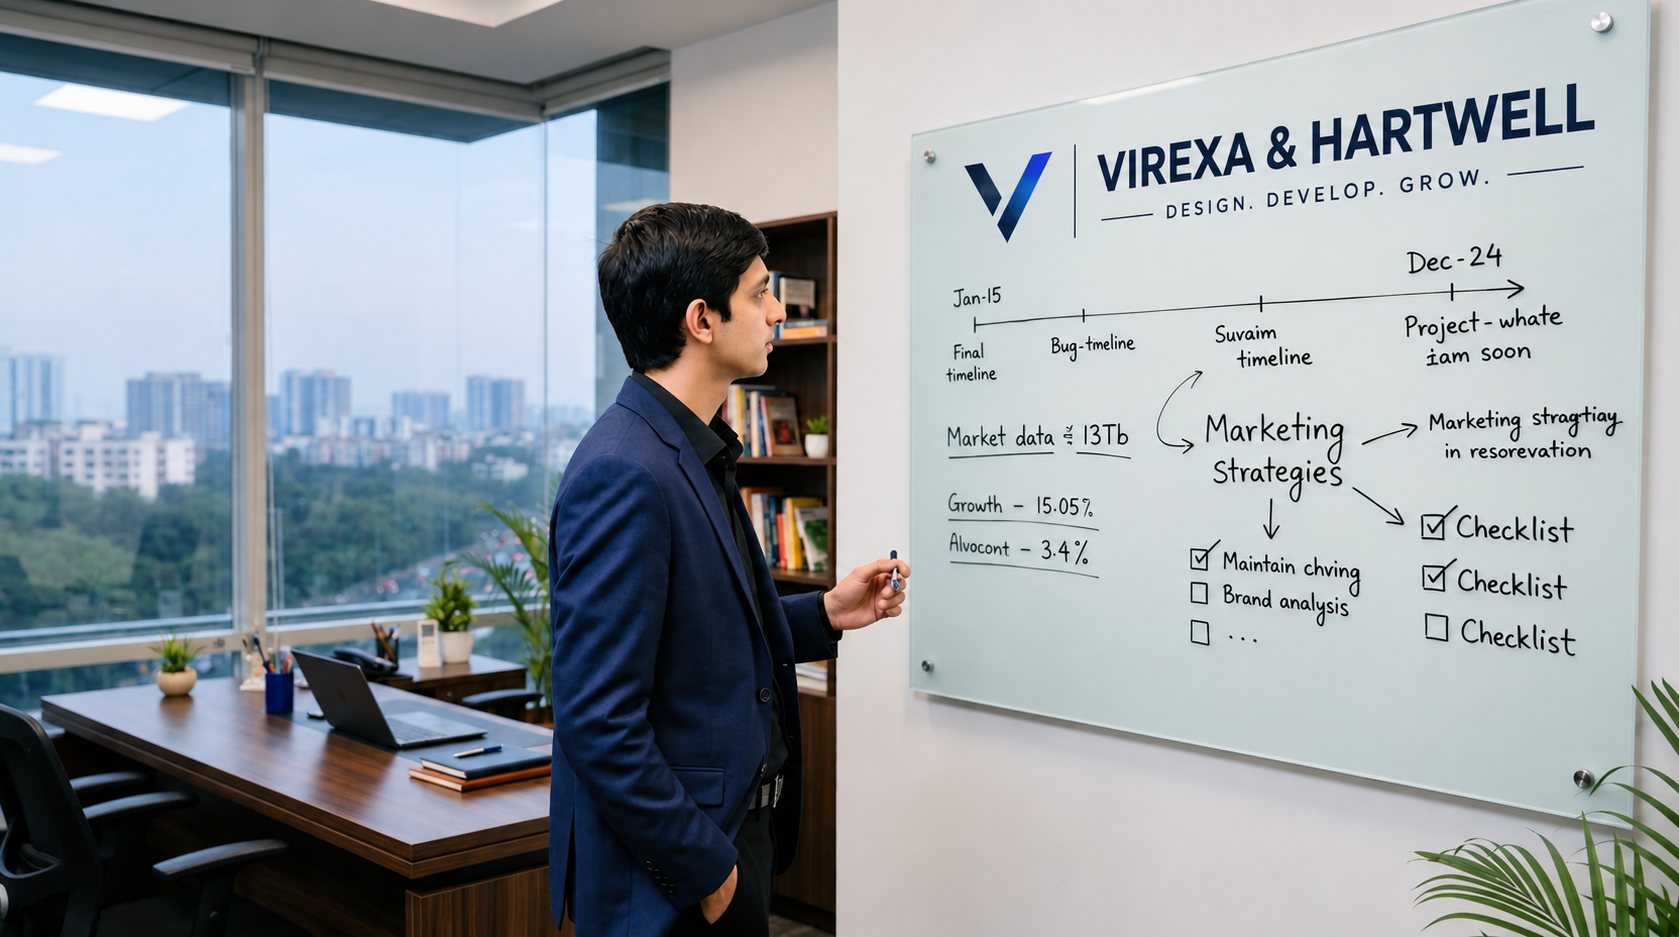 VIREXA & HARTWELL
DESIGN. DEVELOP. GROW.
Jan-15
Dec-24
Final
timeline
Bug-tmeline
Suvaim
timeline
Project-whate
iam soon
Market data 13Tb
Growth - 15.05%
Alvocont - 3.4%
Marketing
Strategies
Marketing stragtiay
in resorevation
Maintain chving
Brand analysis
...
Checklist
Checklist
Checklist